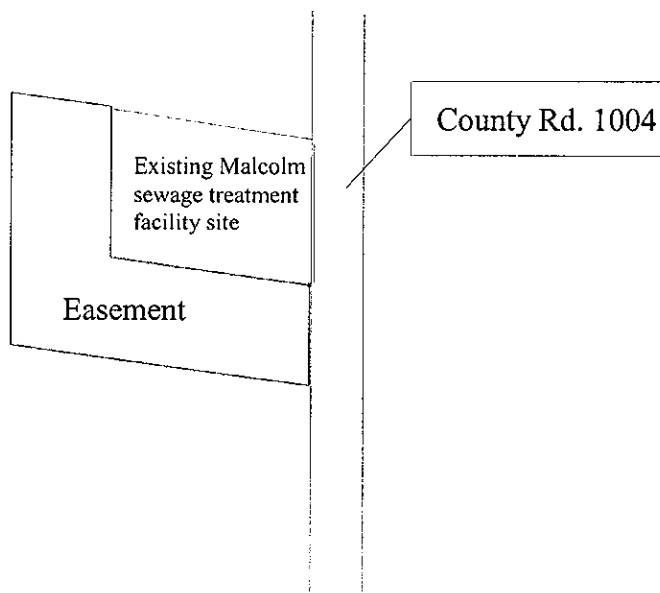 County Rd. 1004
Existing Malcolm
sewage treatment
facility site
Easement